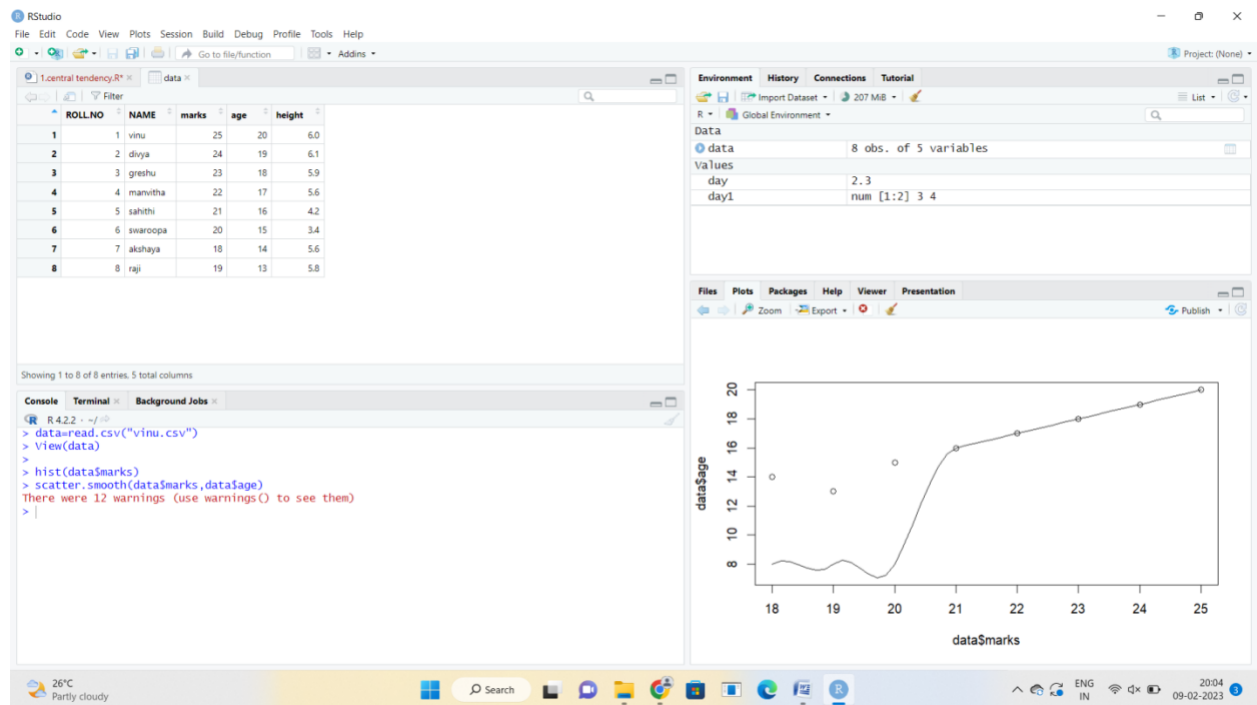 RStudio
File Edit Code View Plots Session Build Debug Profile Tools Help
Go to file/function Addins Project: (None)
1.central tendency.R* data
Filter
ROLL.NO NAME marks age height
1 1 vinu 25 20 6.0
2 2 divya 24 19 6.1
3 3 greshu 23 18 5.9
4 4 manvitha 22 17 5.6
5 5 sahithi 21 16 4.2
6 6 swaroopa 20 15 3.4
7 7 akshaya 18 14 5.6
8 8 raji 19 13 5.8
Showing 1 to 8 of 8 entries, 5 total columns
Console Terminal Background Jobs
R 4.2.2 · ~/
> data=read.csv("vinu.csv")
> View(data)
>
> hist(data$marks)
> scatter.smooth(data$marks,data$age)
There were 12 warnings (use warnings() to see them)
>
Environment History Connections Tutorial
Import Dataset 207 MiB List
R Global Environment
Data
data 8 obs. of 5 variables
Values
day 2.3
day1 num [1:2] 3 4
Files Plots Packages Help Viewer Presentation
Zoom Export Publish
data$age
20
18
16
14
12
10
8
18 19 20 21 22 23 24 25
data$marks
26°C
Partly cloudy
Search
ENG
IN
20:04
09-02-2023
3